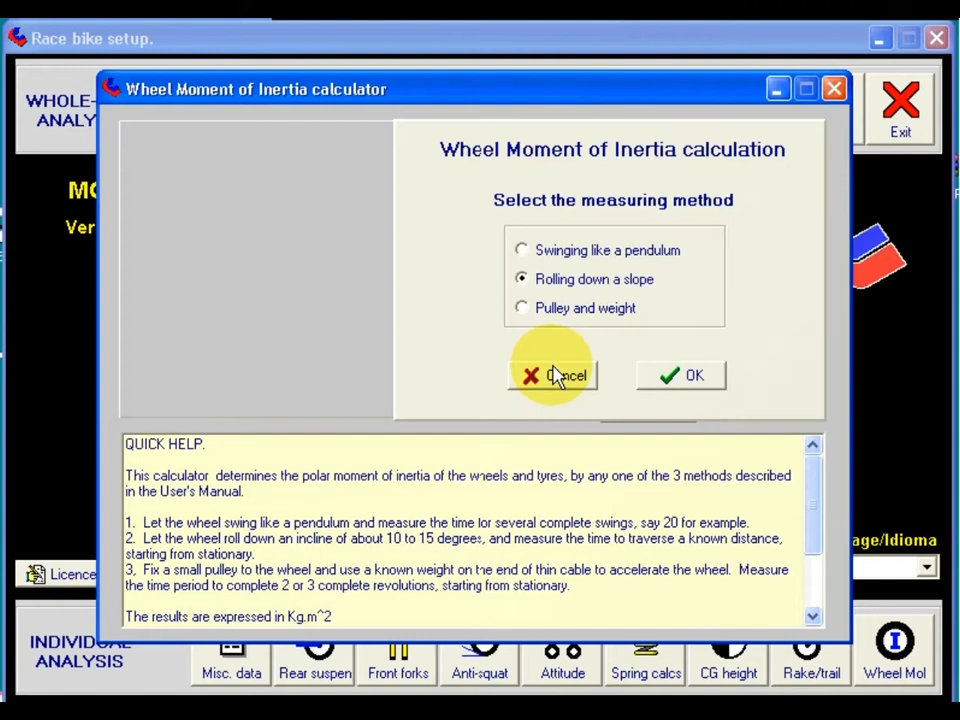 Race bike setup.
WHOLE-
ANALY
Exit
Wheel Moment of Inertia calculator
Wheel Moment of Inertia calculation
Select the measuring method
Swinging like a pendulum
Rolling down a slope
Pulley and weight
Cancel
OK
Ver
QUICK HELP.
This calculator determines the polar moment of inertia of the wheels and tyres, by any one of the 3 methods described
in the User's Manual.
1. Let the wheel swing like a pendulum and measure the time for several complete swings, say 20 for example.
2. Let the wheel roll down an incline of about 10 to 15 degrees, and measure the time to traverse a known distance,
starting from stationary.
3, Fix a small pulley to the wheel and use a known weight on the end of thin cable to accelerate the wheel. Measure
the time period to complete 2 or 3 complete revolutions, starting from stationary.
The results are expressed in Kg.m^2
age/Idioma
Licence
INDIVIDUAL
ANALYSIS
Misc. data
Rear suspen
Front forks
Anti-squat
Attitude
Spring calcs
CG height
Rake/trail
I
Wheel MoI